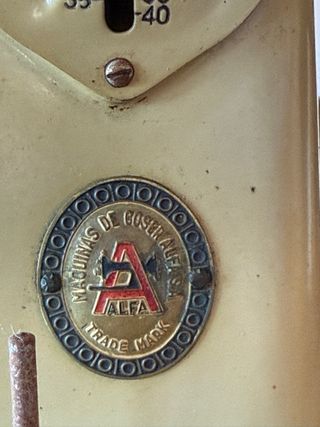 35
-40
MAQUINAS DE COSER ALFA S.A
ALFA
TRADE MARK